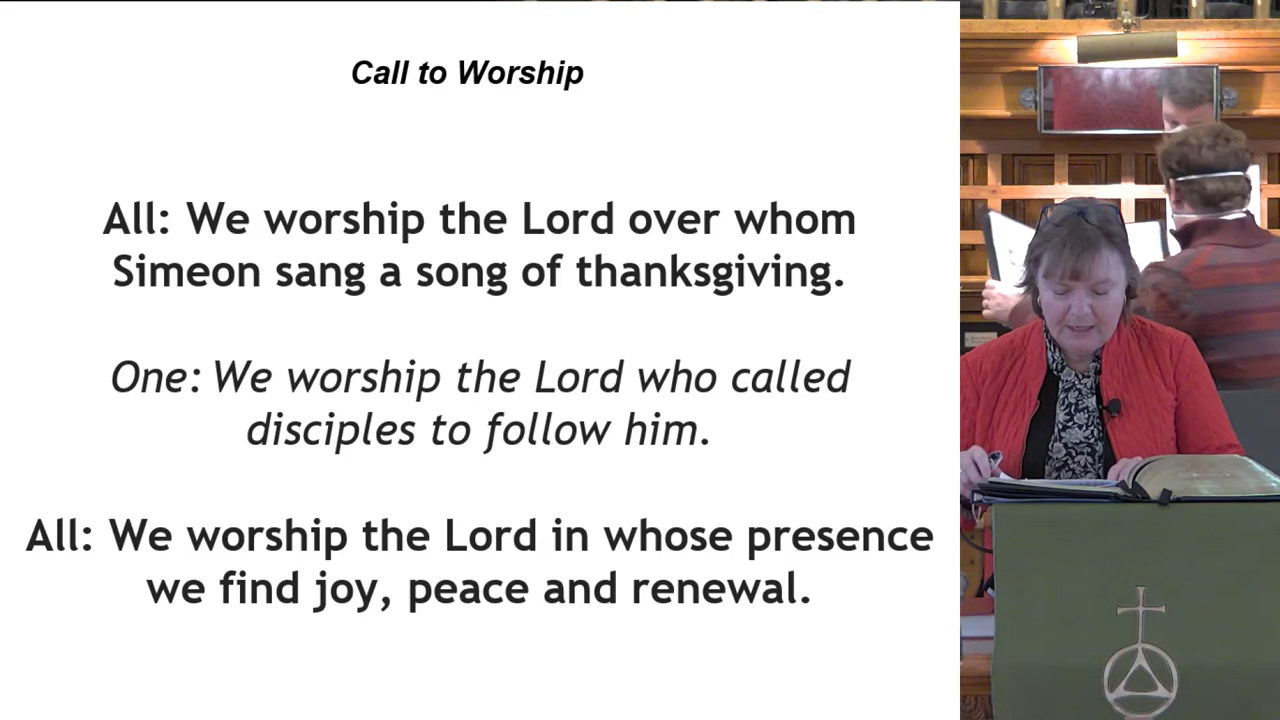 Call to Worship
All: We worship the Lord over whom
Simeon sang a song of thanksgiving.
One: We worship the Lord who called
disciples to follow him.
All: We worship the Lord in whose presence
we find joy, peace and renewal.